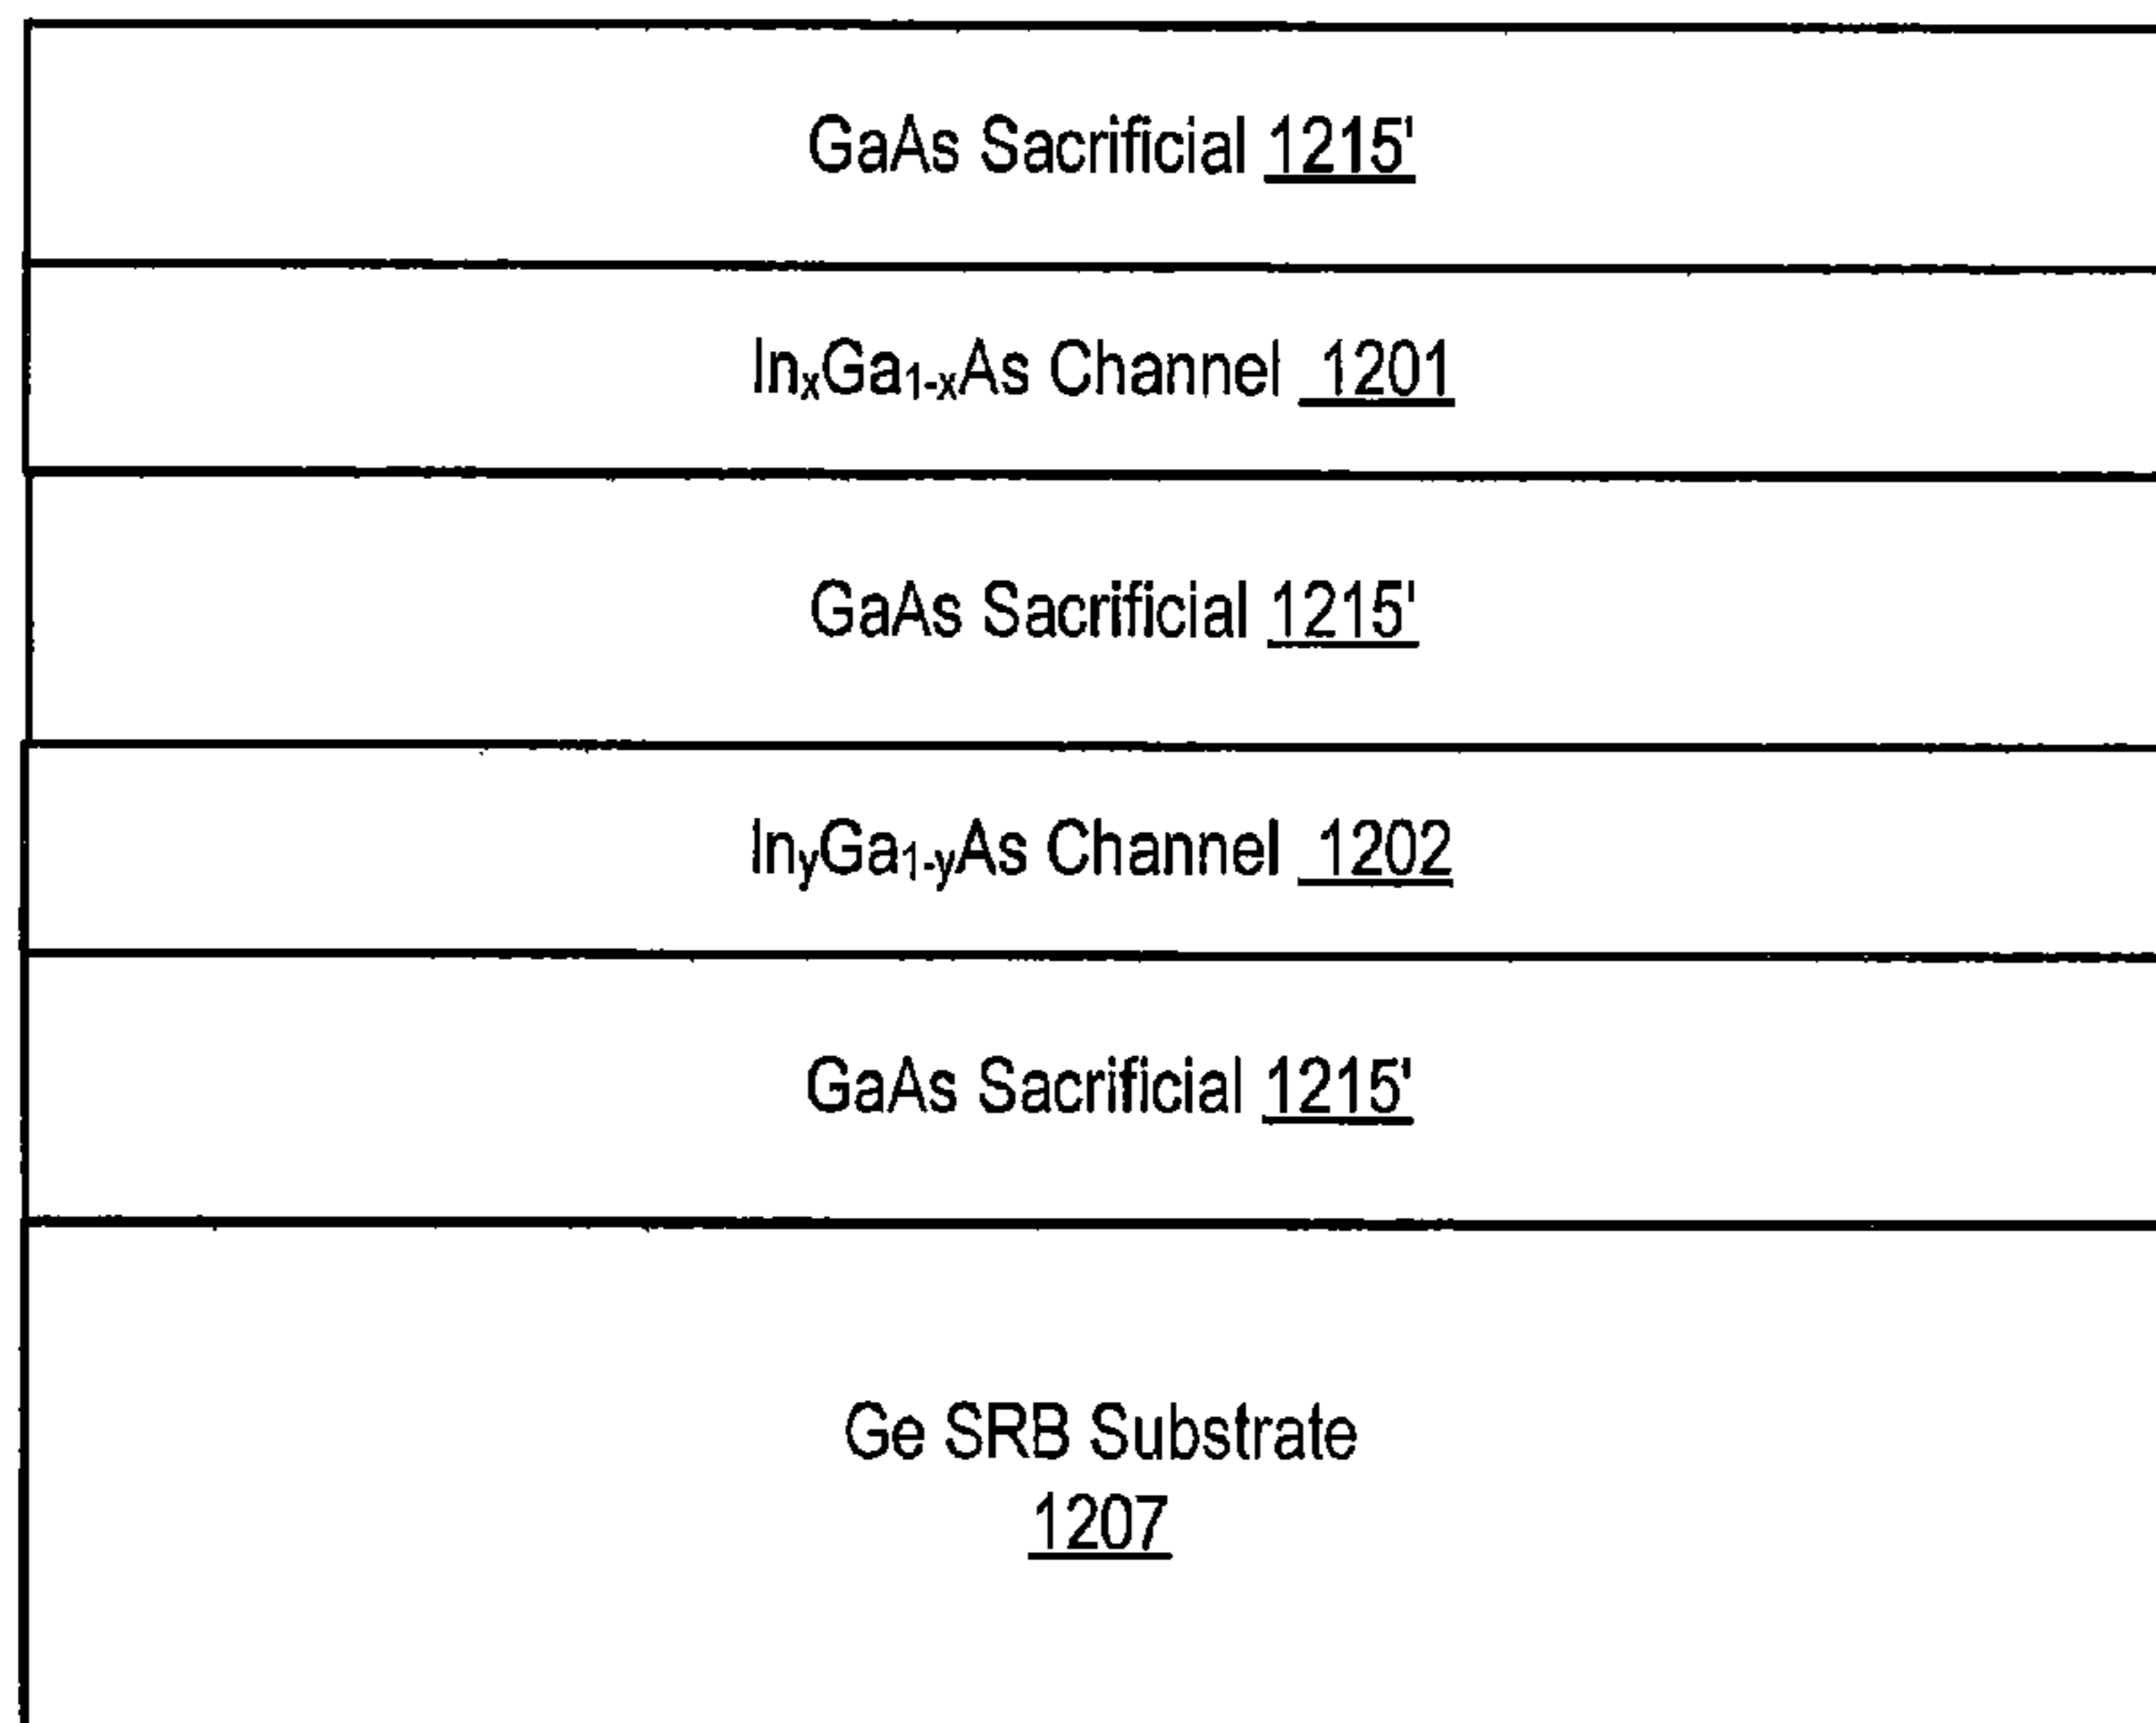 GaAs Sacrificial 1215'
InₓGa₁₋ₓAs Channel 1201
GaAs Sacrificial 1215'
InyGa1-yAs Channel 1202
GaAs Sacrificial 1215'
Ge SRB Substrate
1207